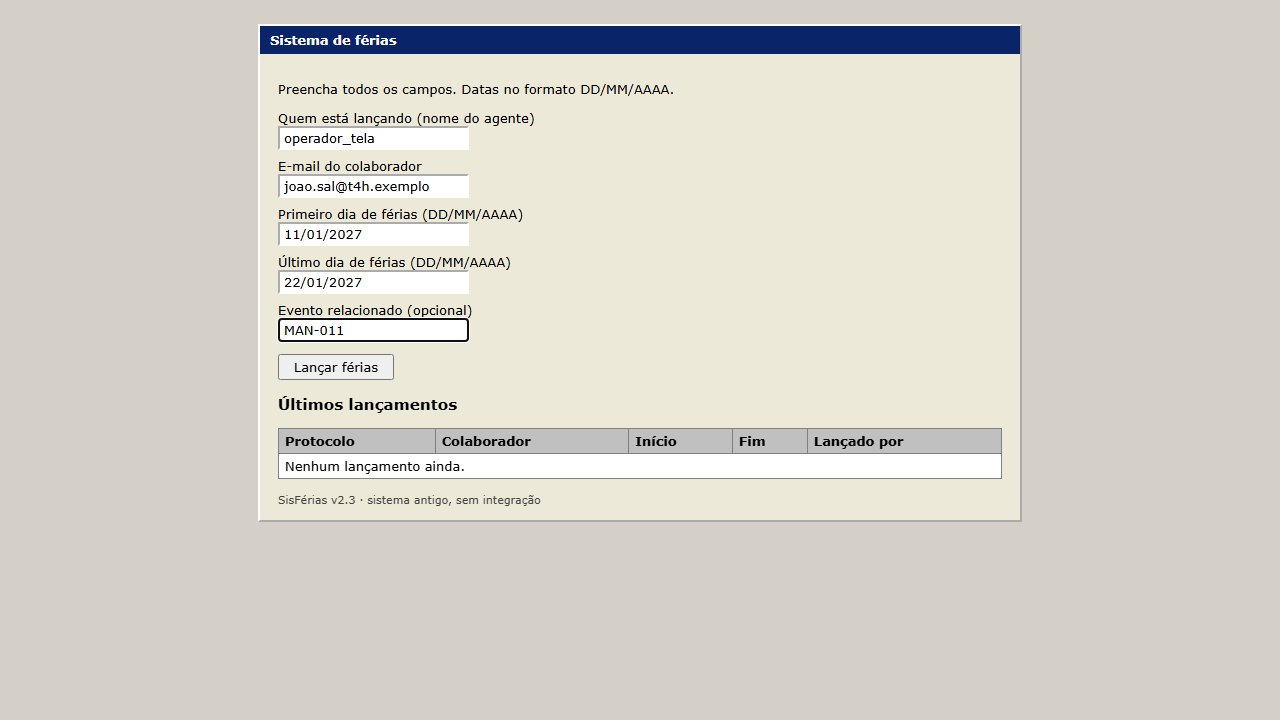 Sistema de férias
Preencha todos os campos. Datas no formato DD/MM/AAAA.
Quem está lançando (nome do agente)
operador_tela
E-mail do colaborador
joao.sal@t4h.exemplo
Primeiro dia de férias (DD/MM/AAAA)
11/01/2027
Último dia de férias (DD/MM/AAAA)
22/01/2027
Evento relacionado (opcional)
MAN-011
Lançar férias
Últimos lançamentos
Protocolo Colaborador Início Fim Lançado por
Nenhum lançamento ainda.
SisFérias v2.3 · sistema antigo, sem integração